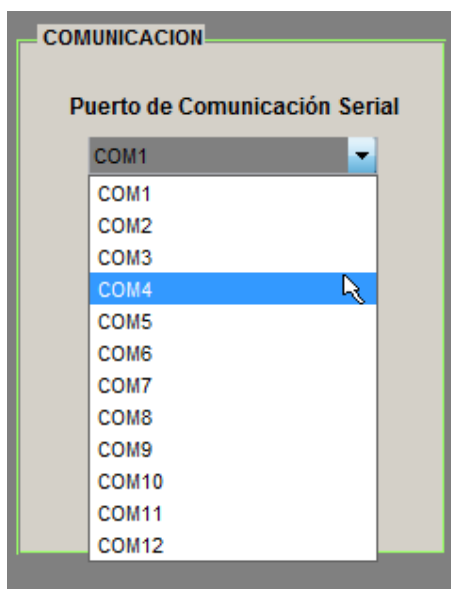 COMUNICACION
Puerto de Comunicación Serial
COM1
COM1
COM2
COM3
COM4
COM5
COM6
COM7
COM8
COM9
COM10
COM11
COM12